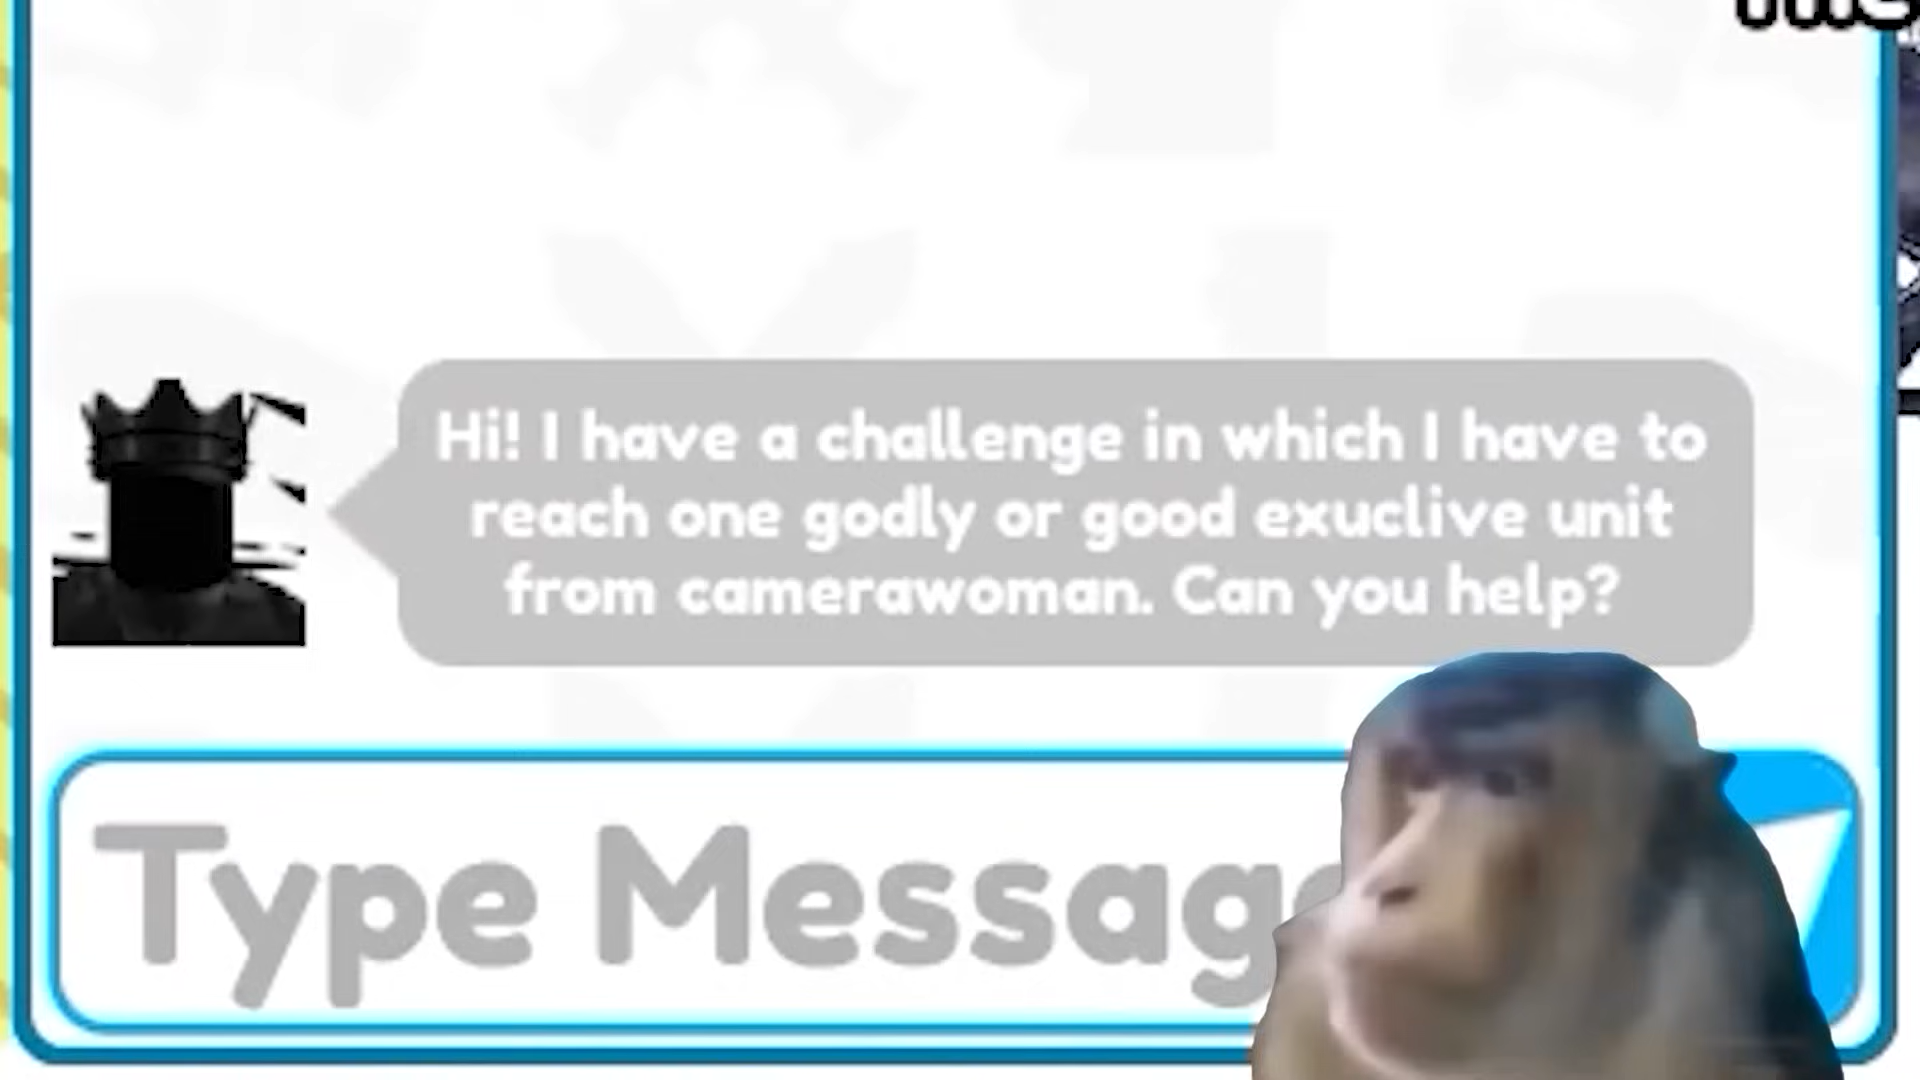 Hi! I have a challenge in which I have to
reach one godly or good exuclive unit
from camerawoman. Can you help?
Type Messag